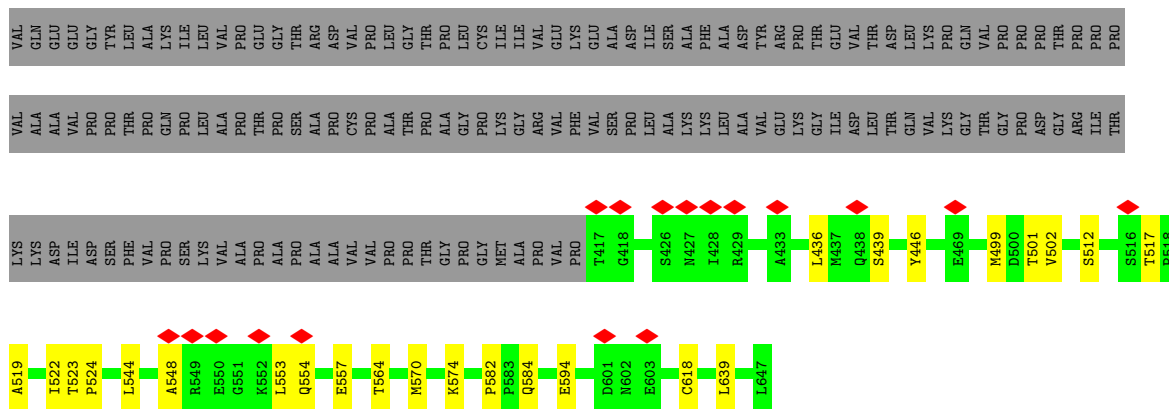 VAL GLN GLU GLU GLY TYR LEU ALA LYS ILE LEU VAL PRO GLU GLY THR ARG ASP VAL PRO LEU GLY THR PRO LEU CYS ILE ILE VAL GLU LYS GLU ALA ASP ILE SER ALA PHE ALA ASP TYR ARG PRO THR GLU VAL THR ASP LEU LYS PRO GLN VAL PRO PRO PRO THR PRO PRO PRO
VAL ALA ALA VAL PRO PRO THR PRO GLN PRO LEU ALA PRO THR PRO SER ALA PRO CYS PRO ALA THR PRO ALA GLY PRO LYS GLY ARG VAL PHE VAL SER PRO LEU ALA LYS LYS LEU ALA VAL GLU LYS GLY ILE ASP LEU THR GLN VAL LYS GLY THR GLY PRO ASP GLY ARG ILE THR
LYS LYS ASP ILE ASP SER PHE VAL PRO SER LYS VAL ALA PRO ALA PRO ALA ALA VAL VAL PRO PRO THR GLY PRO GLY MET ALA PRO VAL PRO T417 G418 S426 N427 I428 R429 A433 L436 M437 Q438 S439 Y446 E469 M499 D500 T501 V502 S512 S516 T517 P518
A519 I522 T523 P524 L544 A548 R549 E550 G551 K552 L553 Q554 E557 T564 M570 K574 P582 P583 Q584 E594 D601 N602 E603 C618 L639 L647